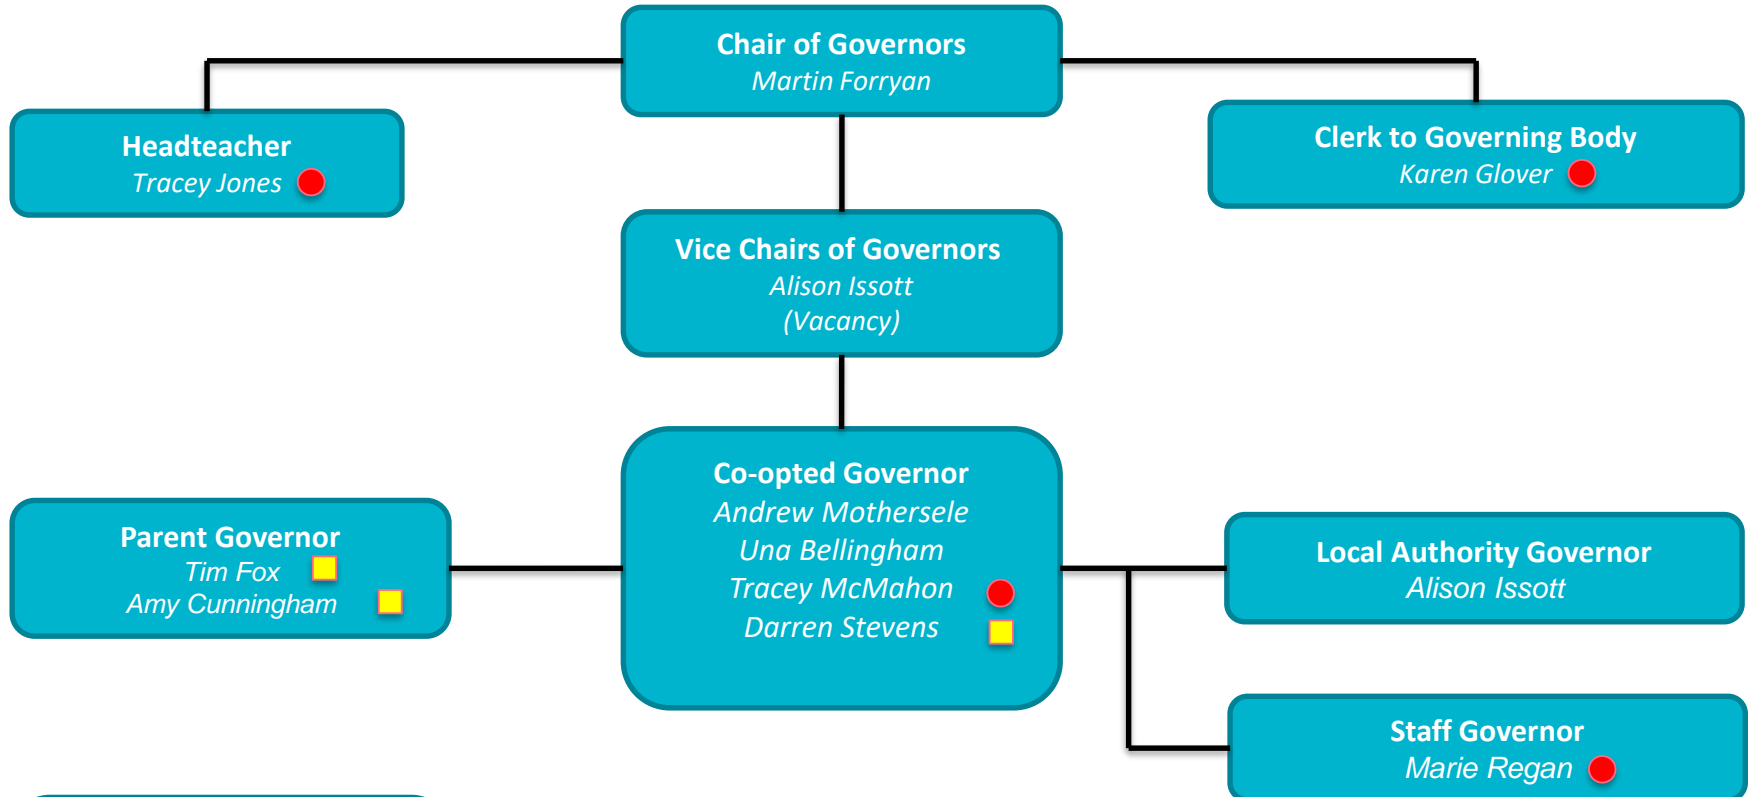 Chair of Governors
Martin Forryan
Headteacher
Tracey Jones
Clerk to Governing Body
Karen Glover
Vice Chairs of Governors
Alison Issott
(Vacancy)
Co-opted Governor
Andrew Mothersele
Una Bellingham
Tracey McMahon
Darren Stevens
Parent Governor
Tim Fox
Amy Cunningham
Local Authority Governor
Alison Issott
Staff Governor
Marie Regan